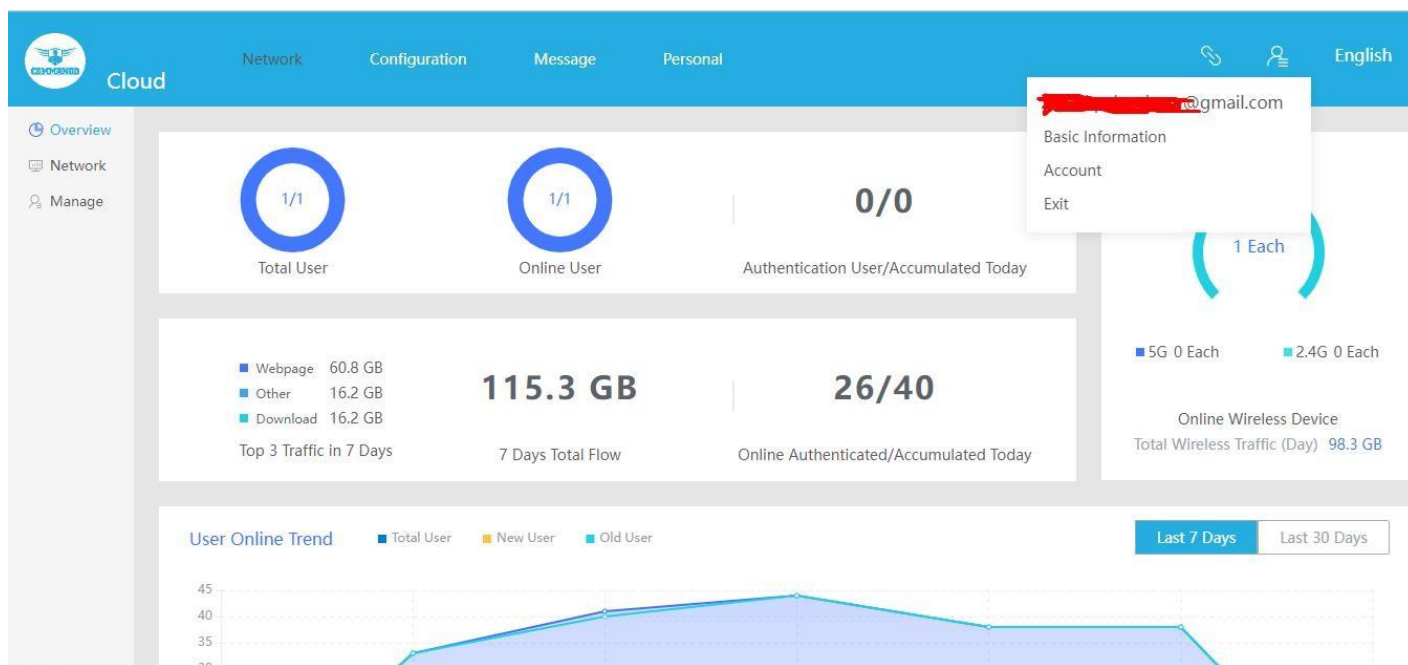 COMMANDO
Cloud
Network
Configuration
Message
Personal
English
@gmail.com
Basic Information
Account
Exit
Overview
Network
Manage
1/1
Total User
1/1
Online User
0/0
Authentication User/Accumulated Today
1 Each
5G 0 Each
2.4G 0 Each
Online Wireless Device
Total Wireless Traffic (Day) 98.3 GB
Webpage 60.8 GB
Other 16.2 GB
Download 16.2 GB
Top 3 Traffic in 7 Days
115.3 GB
7 Days Total Flow
26/40
Online Authenticated/Accumulated Today
User Online Trend
Total User
New User
Old User
Last 7 Days
Last 30 Days
45
40
35